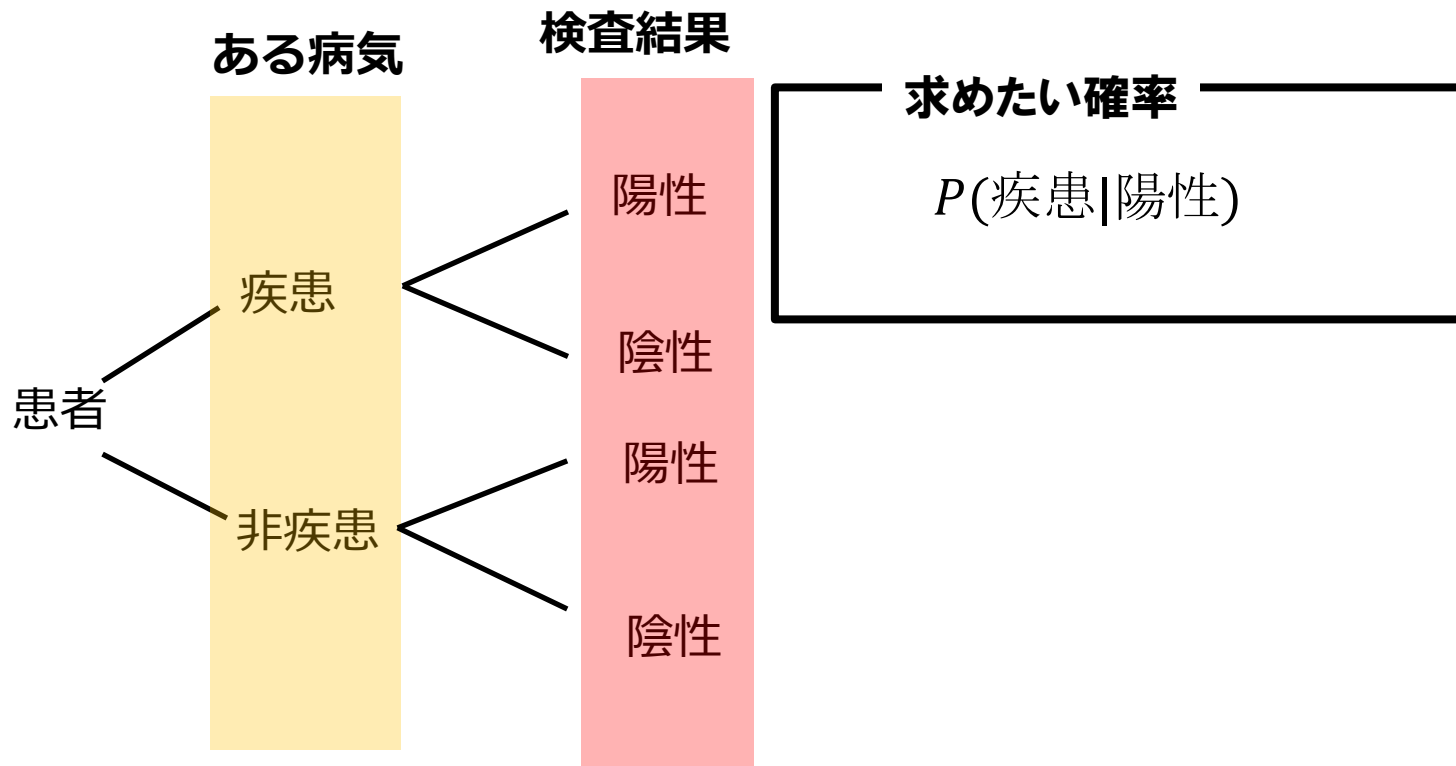 ある病気
検査結果
求めたい確率
P(疾患|陽性)
患者
疾患
非疾患
陽性
陰性
陽性
陰性